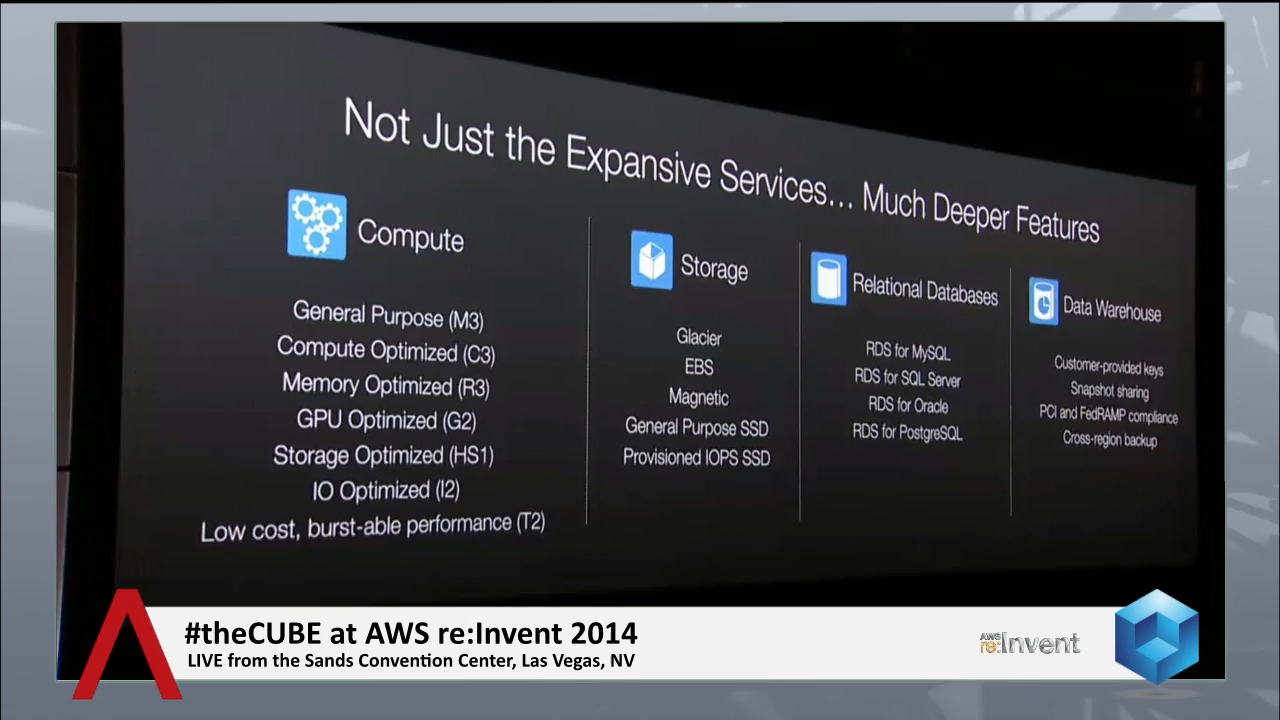 Not Just the Expansive Services... Much Deeper Features
Compute
General Purpose (M3)
Compute Optimized (C3)
Memory Optimized (R3)
GPU Optimized (G2)
Storage Optimized (HS1)
IO Optimized (I2)
Low cost, burst-able performance (T2)
Storage
Glacier
EBS
Magnetic
General Purpose SSD
Provisioned IOPS SSD
Relational Databases
RDS for MySQL
RDS for SQL Server
RDS for Oracle
RDS for PostgreSQL
Data Warehouse
Customer-provided keys
Snapshot sharing
PCI and FedRAMP compliance
Cross-region backup
#theCUBE at AWS re:Invent 2014
LIVE from the Sands Convention Center, Las Vegas, NV
AWS
re:Invent